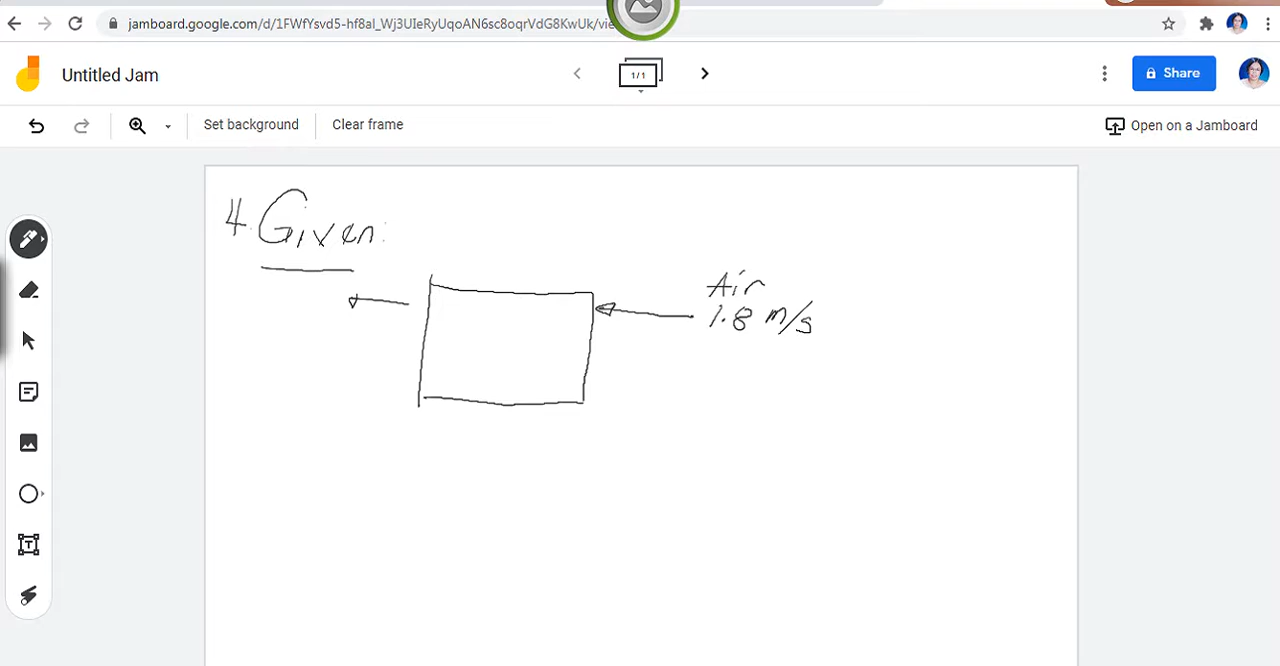 jamboard.google.com/d/1FWfYsvd5-hf8al_Wj3UIeRyUqoAN6sc8oqrVdG8KwUk/vie
Untitled Jam
1/1
Share
Set background
Clear frame
Open on a Jamboard
4. Given:
Air
1.8 m/s